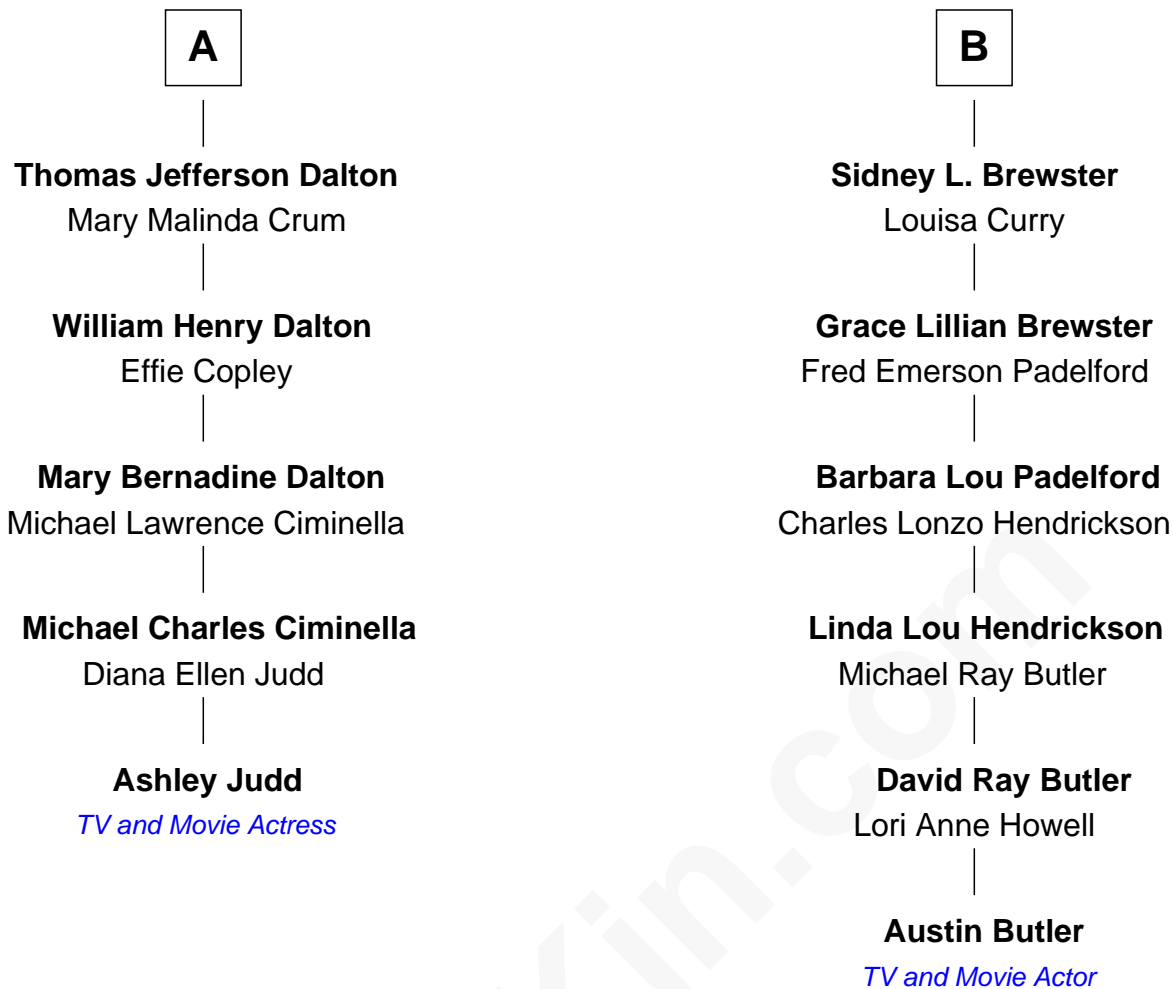 A
Thomas Jefferson Dalton
Mary Malinda Crum
William Henry Dalton
Effie Copley
Mary Bernadine Dalton
Michael Lawrence Ciminella
Michael Charles Ciminella
Diana Ellen Judd
Ashley Judd
TV and Movie Actress
B
Sidney L. Brewster
Louisa Curry
Grace Lillian Brewster
Fred Emerson Padelford
Barbara Lou Padelford
Charles Lonzo Hendrickson
Linda Lou Hendrickson
Michael Ray Butler
David Ray Butler
Lori Anne Howell
Austin Butler
TV and Movie Actor